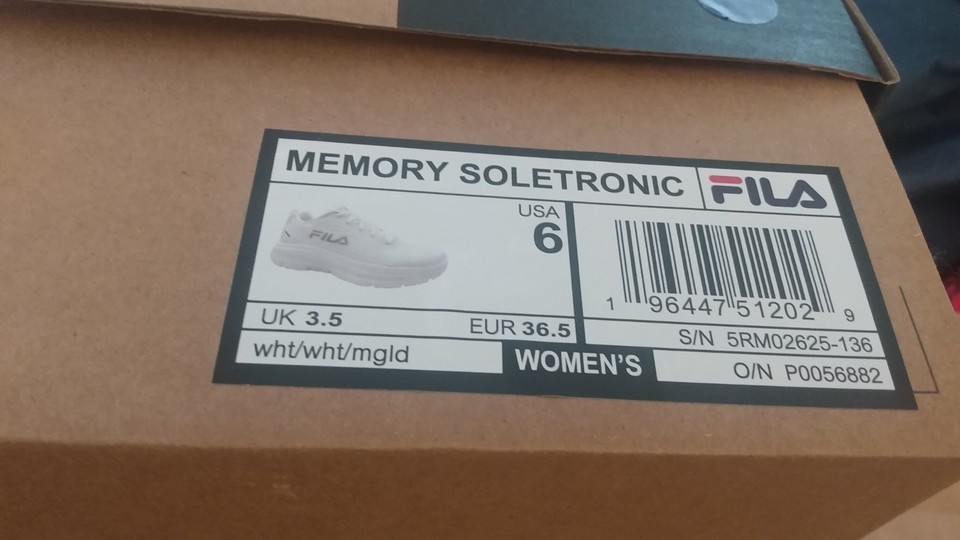 MEMORY SOLETRONIC FILA
FILA
USA
6
1 96447 51202 9
UK 3.5 EUR 36.5
S/N 5RM02625-136
wht/wht/mgld WOMEN'S
O/N P0056882